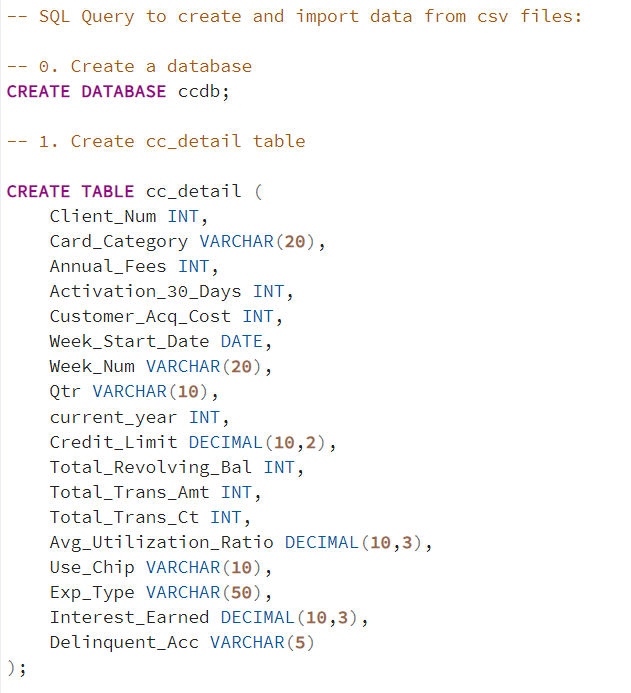 -- SQL Query to create and import data from csv files:
-- 0. Create a database
CREATE DATABASE ccdb;
-- 1. Create cc_detail table
CREATE TABLE cc_detail (
Client_Num INT,
Card_Category VARCHAR(20),
Annual_Fees INT,
Activation_30_Days INT,
Customer_Acq_Cost INT,
Week_Start_Date DATE,
Week_Num VARCHAR(20),
Qtr VARCHAR(10),
current_year INT,
Credit_Limit DECIMAL(10,2),
Total_Revolving_Bal INT,
Total_Trans_Amt INT,
Total_Trans_Ct INT,
Avg_Utilization_Ratio DECIMAL(10,3),
Use_Chip VARCHAR(10),
Exp_Type VARCHAR(50),
Interest_Earned DECIMAL(10,3),
Delinquent_Acc VARCHAR(5)
);